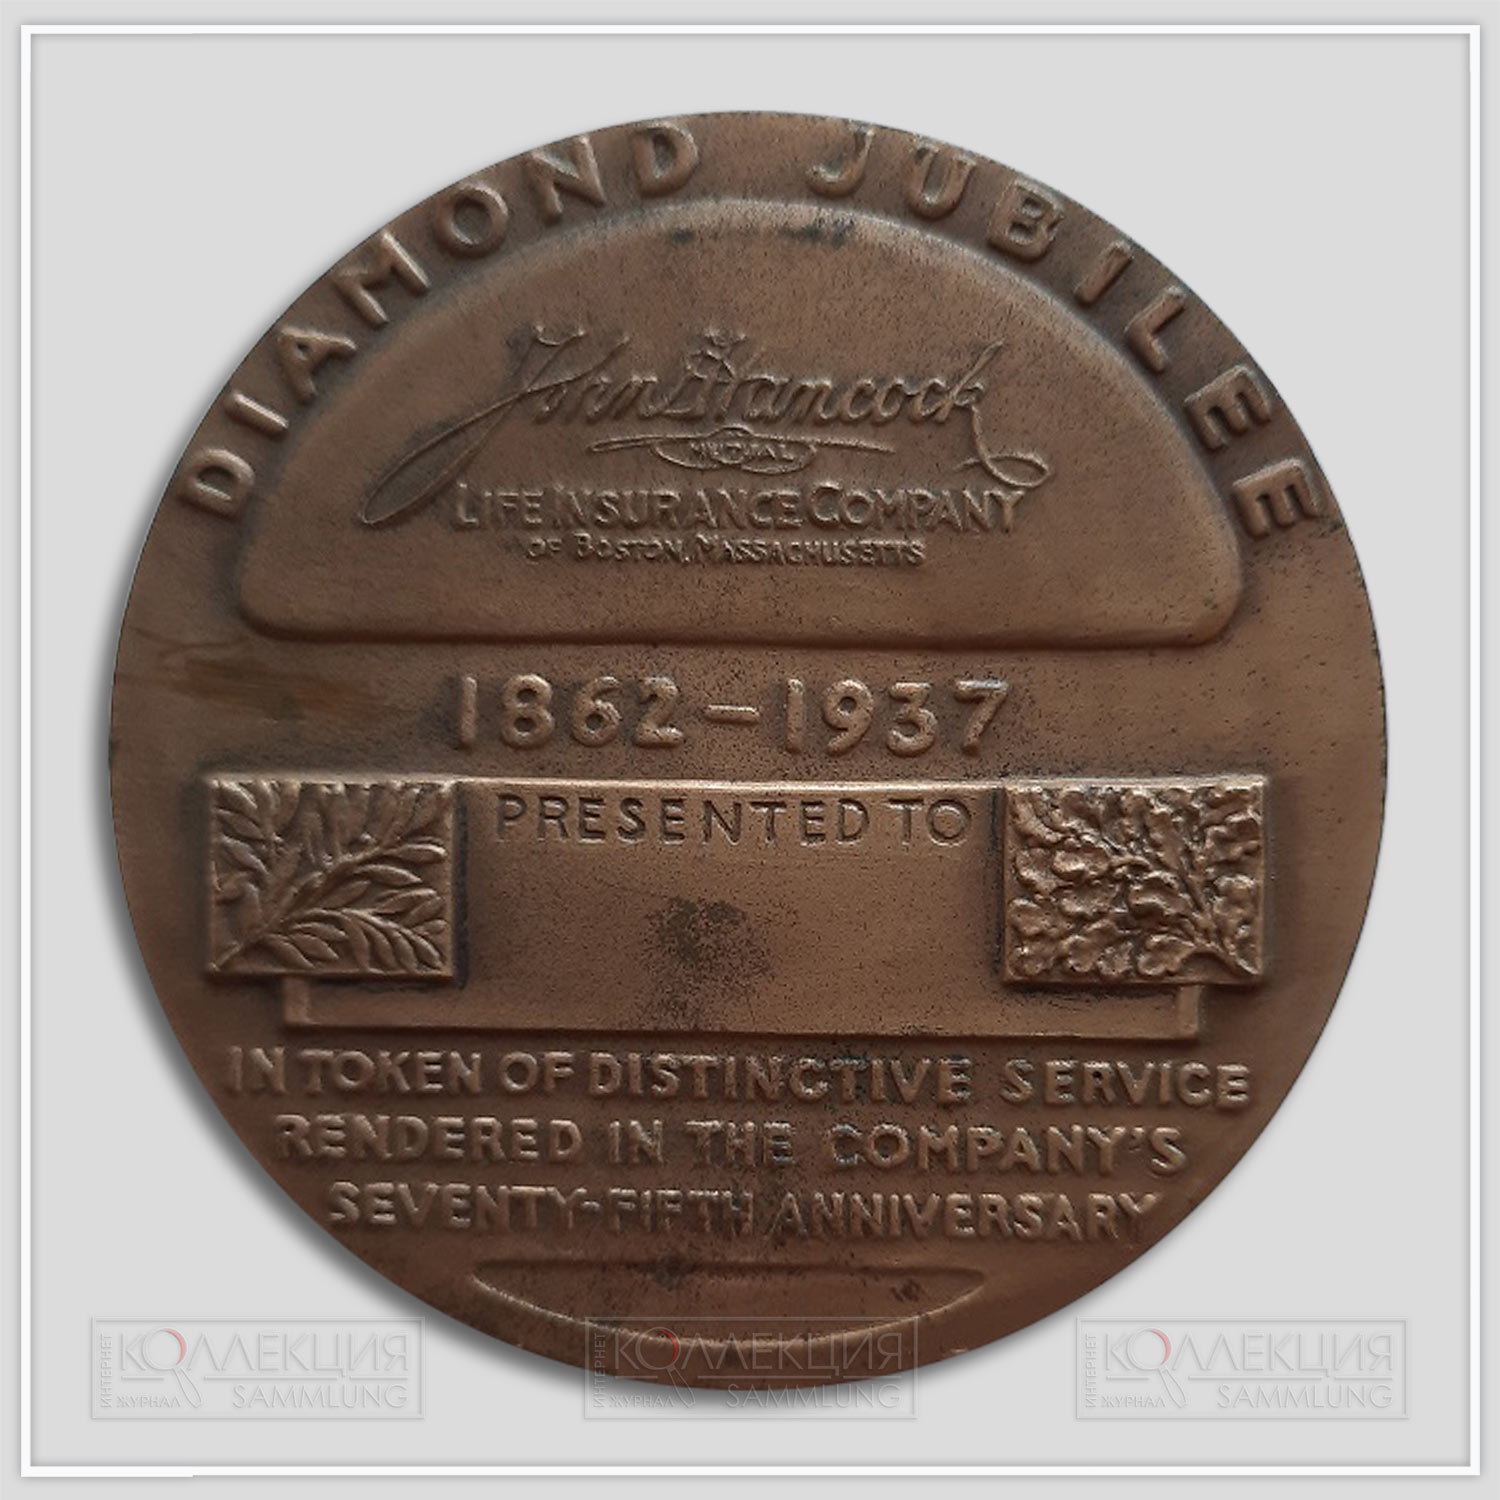 DIAMOND JUBILEE
John Hancock
MUTUAL
LIFE INSURANCE COMPANY
OF BOSTON, MASSACHUSETTS
1862-1937
PRESENTED TO
IN TOKEN OF DISTINCTIVE SERVICE
RENDERED IN THE COMPANY'S
SEVENTY-FIFTH ANNIVERSARY
ИНТЕРНЕТ КОЛЛЕКЦИЯ
ЖУРНАЛ SAMMLUNG
ИНТЕРНЕТ КОЛЛЕКЦИЯ
ЖУРНАЛ SAMMLUNG
ИНТЕРНЕТ КОЛЛЕКЦИЯ
ЖУРНАЛ SAMMLUNG